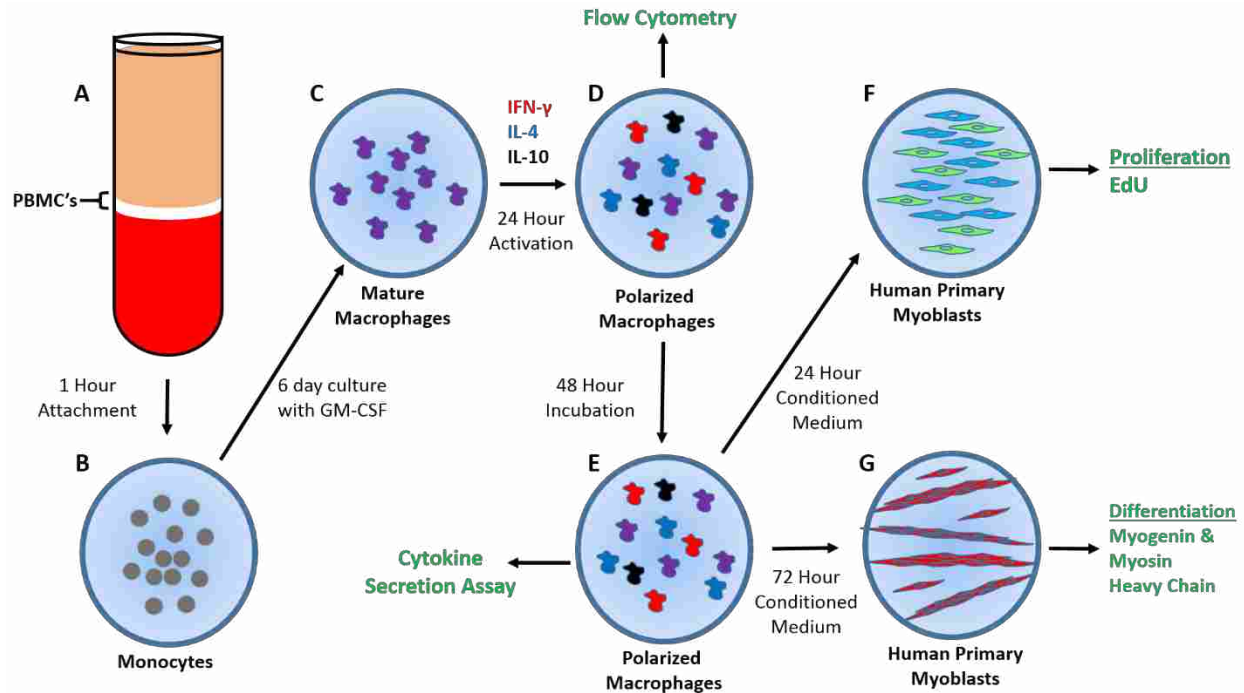 Flow Cytometry
A
PBMC's
1 Hour
Attachment
B
Monocytes
6 day culture
with GM-CSF
C
Mature
Macrophages
IFN-γ
IL-4
IL-10
24 Hour
Activation
D
Polarized
Macrophages
48 Hour
Incubation
E
Polarized
Macrophages
Cytokine
Secretion Assay
24 Hour
Conditioned
Medium
F
Human Primary
Myoblasts
Proliferation
EdU
72 Hour
Conditioned
Medium
G
Human Primary
Myoblasts
Differentiation
Myogenin &
Myosin
Heavy Chain